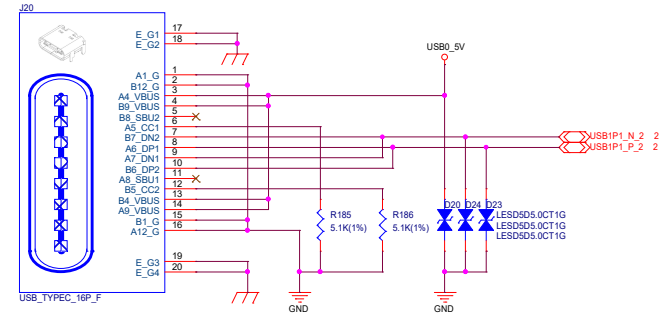 J20
E_G1 17
E_G2 18
USB0_5V
A1_G 1
B12_G 2
A4_VBUS 3
B9_VBUS 4
B8_SBU2 5
A5_CC1 6
B7_DN2 7
A6_DP1 8
A7_DN1 9
B6_DP2 10
A8_SBU1 11
B5_CC2 12
B4_VBUS 13
A9_VBUS 14
B1_G 15
A12_G 16
USB1P1_N_2 2 2
USB1P1_P_2 2 2
R185
5.1K(1%)
R186
5.1K(1%)
D20 D24 D23
LESD5D5.0CT1G
LESD5D5.0CT1G
LESD5D5.0CT1G
E_G3 19
E_G4 20
USB_TYPEC_16P_F
GND
GND